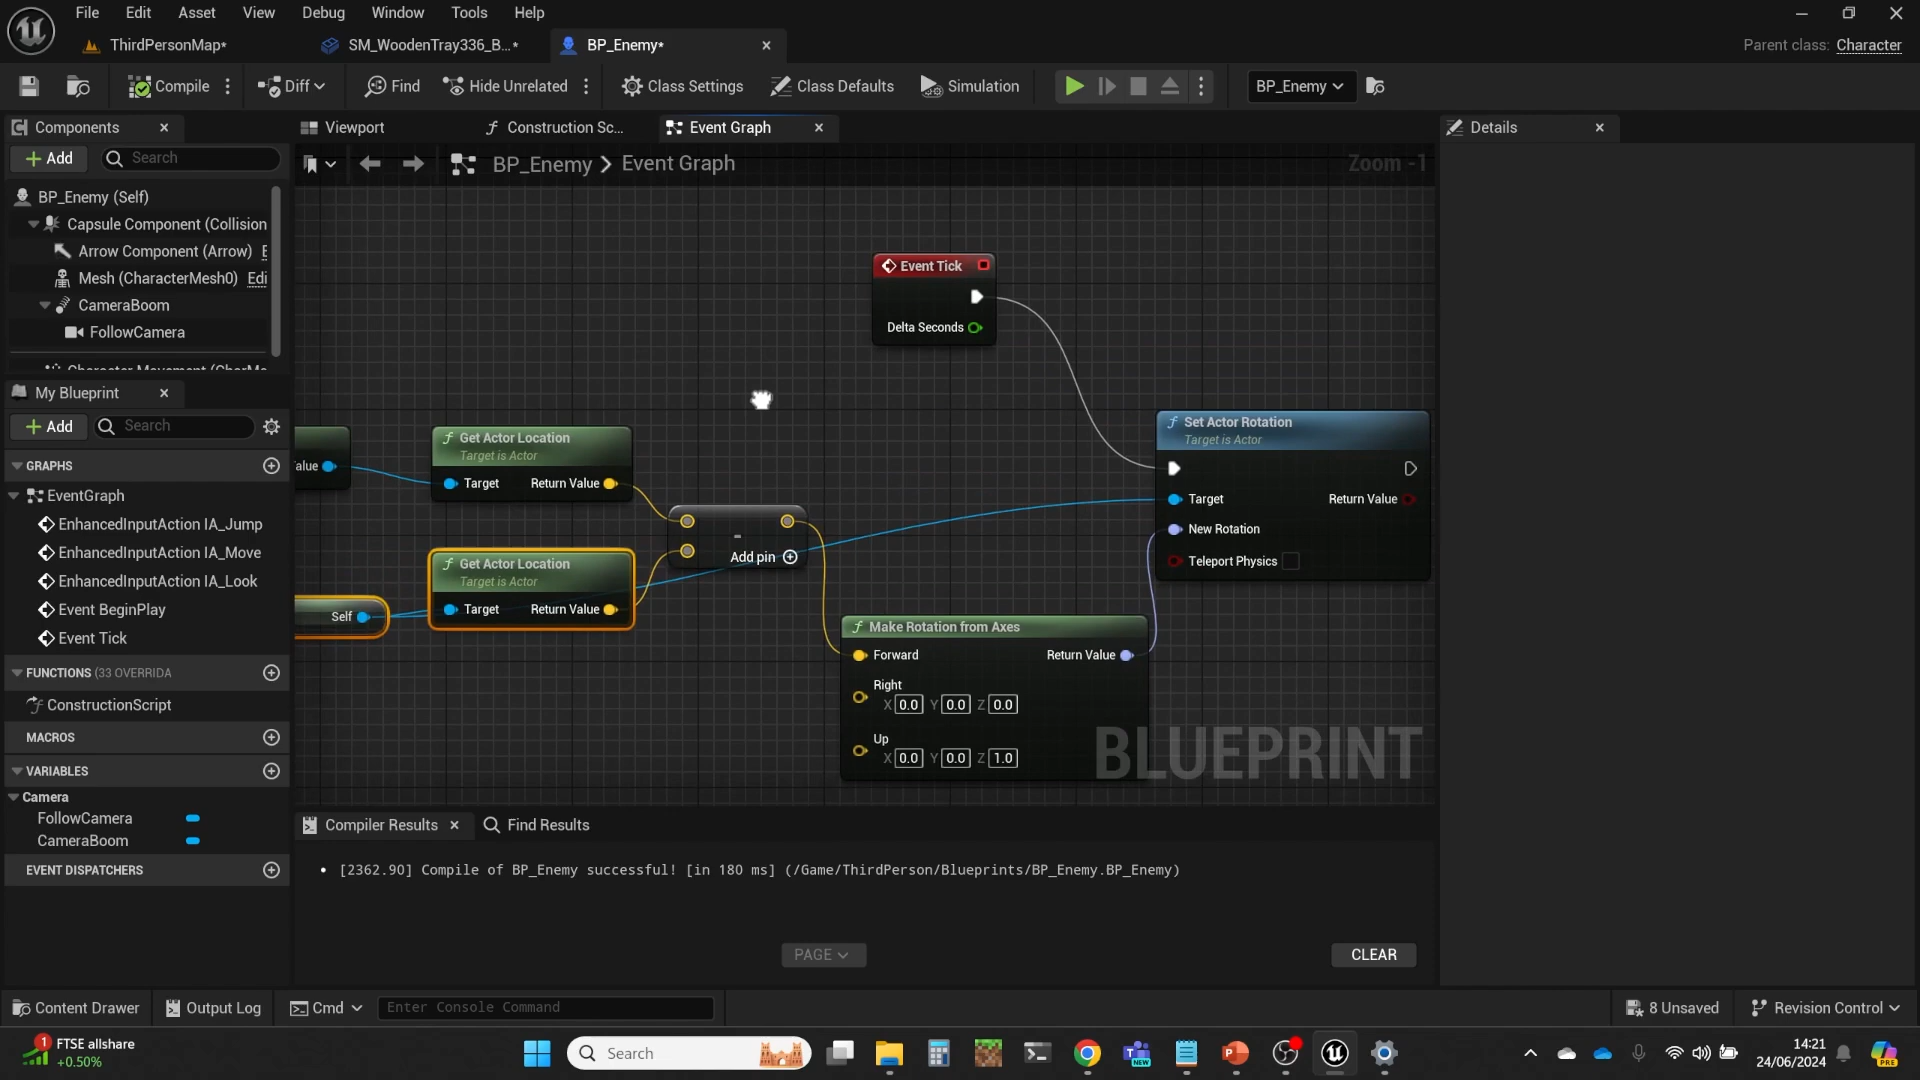 File Edit Asset View Debug Window Tools Help
ThirdPersonMap* SM_WoodenTray336_B...* BP_Enemy* Parent class: Character
Compile Diff Find Hide Unrelated Class Settings Class Defaults Simulation BP_Enemy
Components Viewport Construction Sc... Event Graph Details
Add Search
BP_Enemy > Event Graph Zoom -1
BP_Enemy (Self)
Capsule Component (Collision
Arrow Component (Arrow) E
Mesh (CharacterMesh0) Edi
CameraBoom
FollowCamera
My Blueprint
Add Search
GRAPHS
EventGraph
EnhancedInputAction IA_Jump
EnhancedInputAction IA_Move
EnhancedInputAction IA_Look
Event BeginPlay
Event Tick
FUNCTIONS (33 OVERRIDA
ConstructionScript
MACROS
VARIABLES
Camera
FollowCamera
CameraBoom
EVENT DISPATCHERS
Event Tick
Delta Seconds
alue
Get Actor Location
Target is Actor
Target Return Value
Self
Get Actor Location
Target is Actor
Target Return Value
-
Add pin
Make Rotation from Axes
Forward Return Value
Right
X 0.0 Y 0.0 Z 0.0
Up
X 0.0 Y 0.0 Z 1.0
Set Actor Rotation
Target is Actor
Target Return Value
New Rotation
Teleport Physics
BLUEPRINT
Compiler Results Find Results
[2362.90] Compile of BP_Enemy successful! [in 180 ms] (/Game/ThirdPerson/Blueprints/BP_Enemy.BP_Enemy)
PAGE CLEAR
Content Drawer Output Log Cmd Enter Console Command 8 Unsaved Revision Control
1 FTSE allshare
+0.50%
Search
14:21
24/06/2024